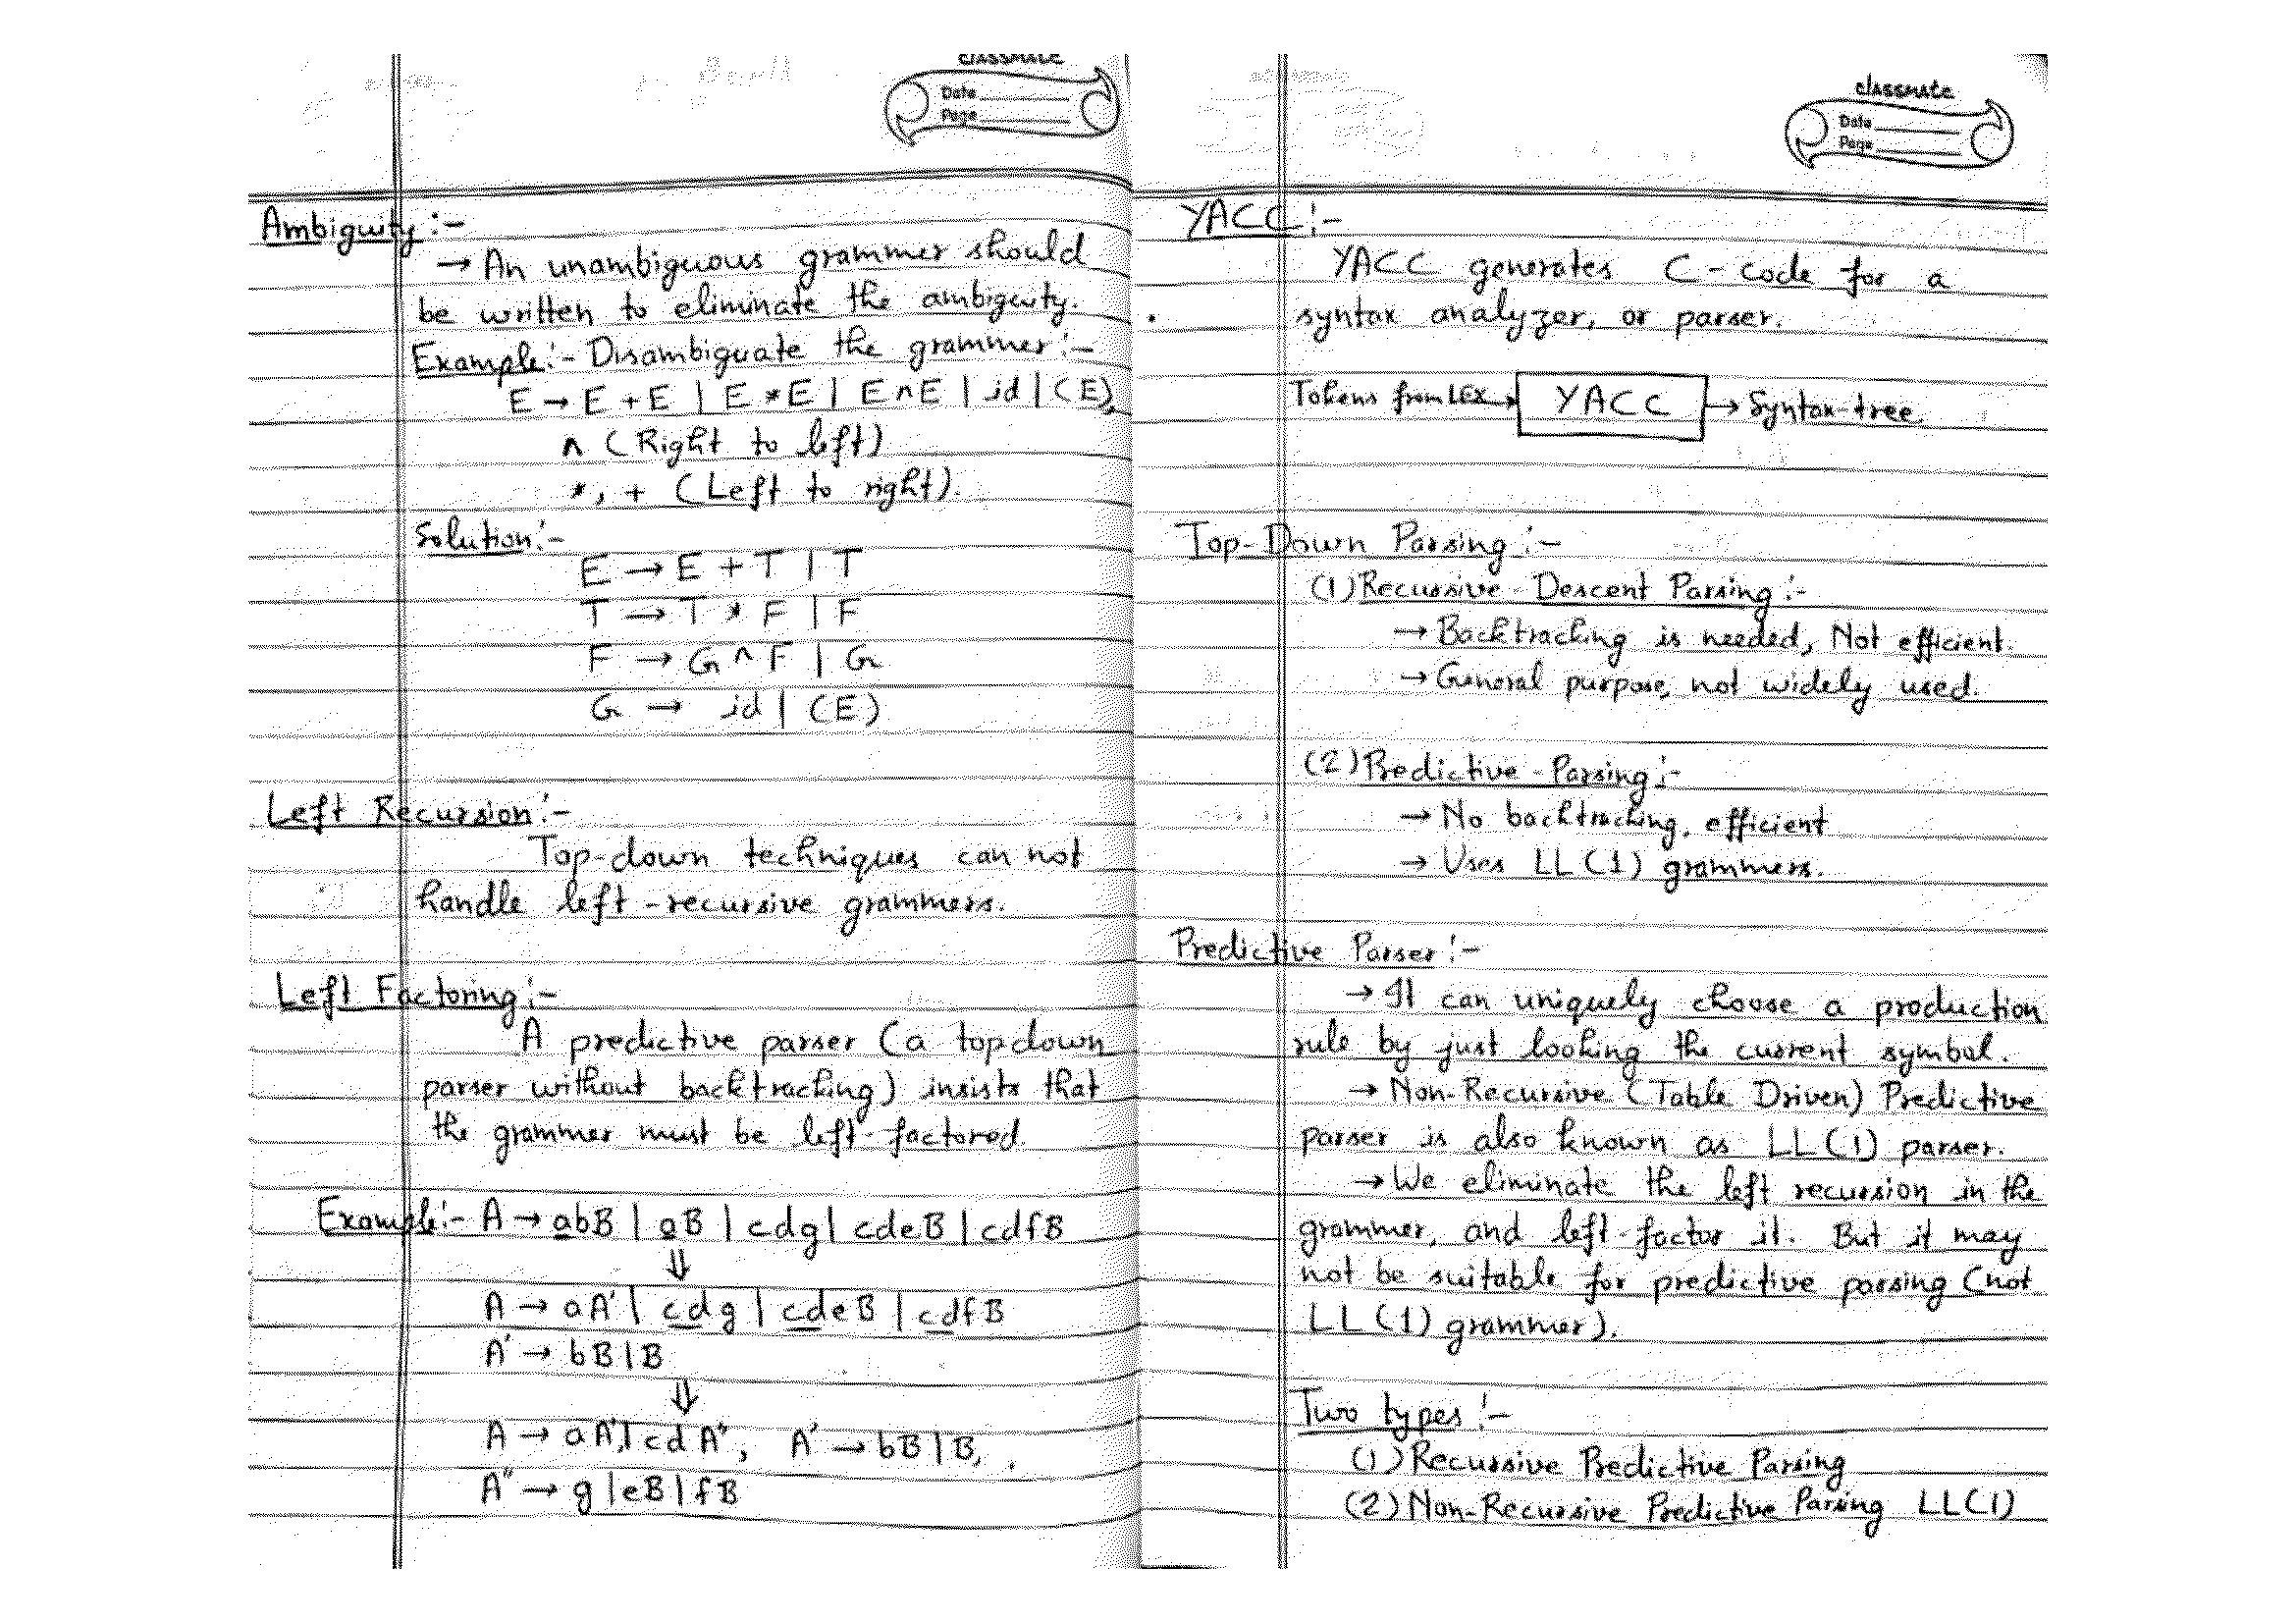 classmate
Date
Page
Ambiguity :-
→ An unambiguous grammer should
be written to eliminate the ambiguity.
Example:- Disambiguate the grammer:-
E → E + E | E * E | E ^ E | id | (E)
^ (Right to left)
*, + (Left to right).
Solution:-
E → E + T | T
T → T * F | F
F → G ^ F | G
G → id | (E)
Left Recursion:-
Top-down techniques can not
handle left-recursive grammers.
Left Factoring:-
A predictive parser (a top down
parser without backtracking) insists that
the grammer must be left-factored.
Example:- A → abB | aB | cdg | cdeB | cdfB
⇓
A → aA' | cdg | cdeB | cdfB
A' → bB | B
⇓
A → aA' | cdA'', A' → bB | B,
A'' → g | eB | fB
classmate
Date
Page
YACC:-
YACC generates C-code for a
syntax analyzer, or parser.
Tokens from LEX → YACC → Syntax-tree
Top-Down Parsing:-
(1) Recursive-Descent Parsing:-
→ Backtracking is needed, Not efficient.
→ General purpose, not widely used.
(2) Predictive-Parsing:-
→ No backtracking, efficient
→ Uses LL(1) grammers.
Predictive Parser:-
→ It can uniquely choose a production
rule by just looking the current symbol.
→ Non-Recursive (Table Driven) Predictive
parser is also known as LL(1) parser.
→ We eliminate the left recursion in the
grammer, and left-factor it. But it may
not be suitable for predictive parsing (not
LL(1) grammer).
Two types:-
(1) Recursive Predictive Parsing
(2) Non-Recursive Predictive Parsing LL(1)